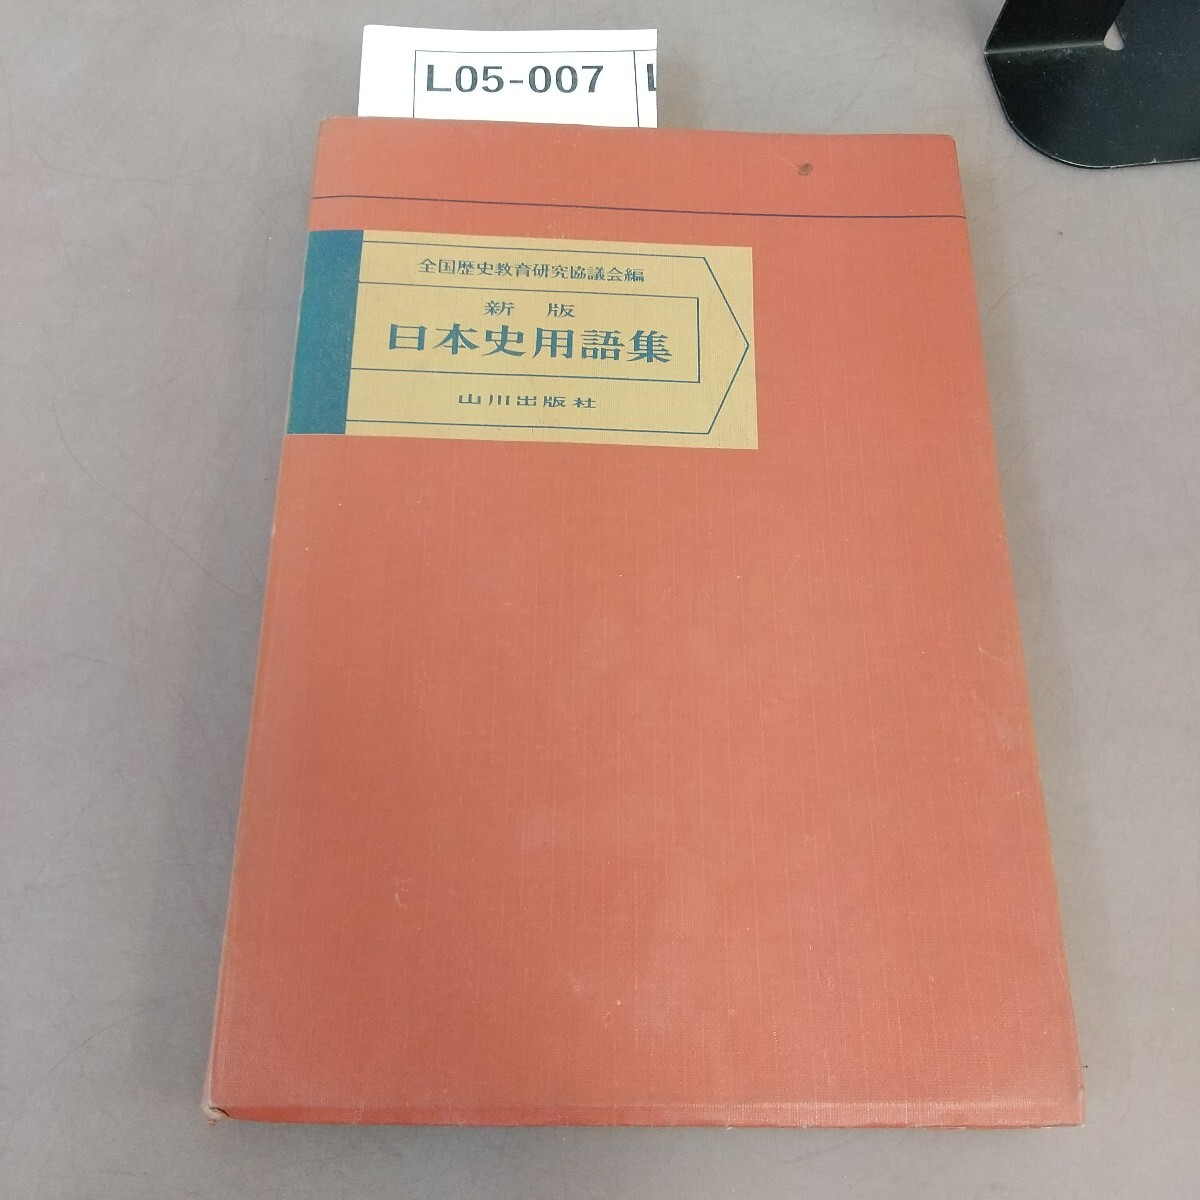 L05-007
全国歴史教育研究協議会編
新版
日本史用語集
山川出版社